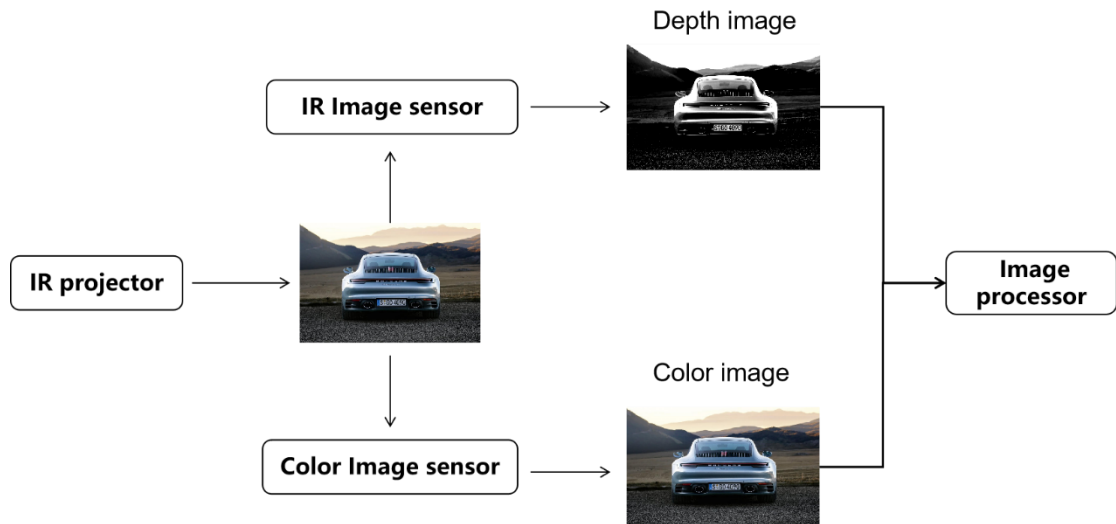 Depth image
IR Image sensor
IR projector
Image
processor
Color image
Color Image sensor